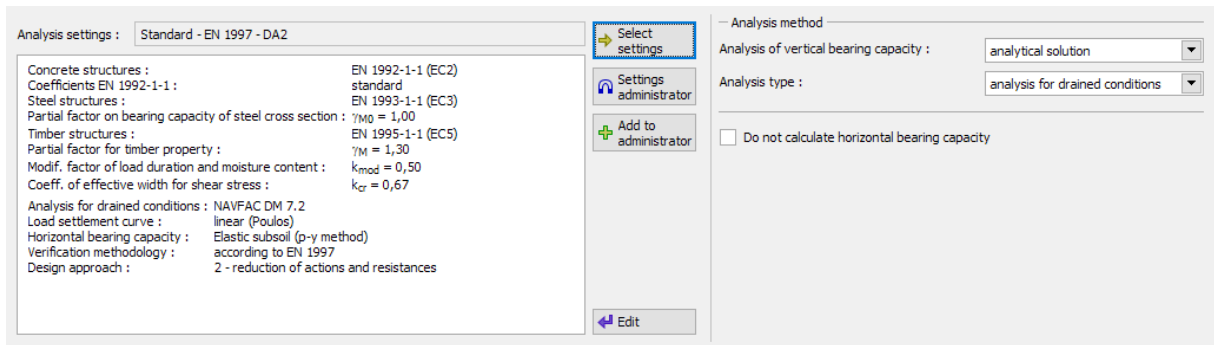 Analysis settings : Standard - EN 1997 - DA2
Concrete structures : EN 1992-1-1 (EC2)
Coefficients EN 1992-1-1 : standard
Steel structures : EN 1993-1-1 (EC3)
Partial factor on bearing capacity of steel cross section : γM0 = 1,00
Timber structures : EN 1995-1-1 (EC5)
Partial factor for timber property : γM = 1,30
Modif. factor of load duration and moisture content : kmod = 0,50
Coeff. of effective width for shear stress : kcr = 0,67
Analysis for drained conditions : NAVFAC DM 7.2
Load settlement curve : linear (Poulos)
Horizontal bearing capacity : Elastic subsoil (p-y method)
Verification methodology : according to EN 1997
Design approach : 2 - reduction of actions and resistances
Select
settings
Settings
administrator
Add to
administrator
Edit
Analysis method
Analysis of vertical bearing capacity : analytical solution
Analysis type : analysis for drained conditions
Do not calculate horizontal bearing capacity